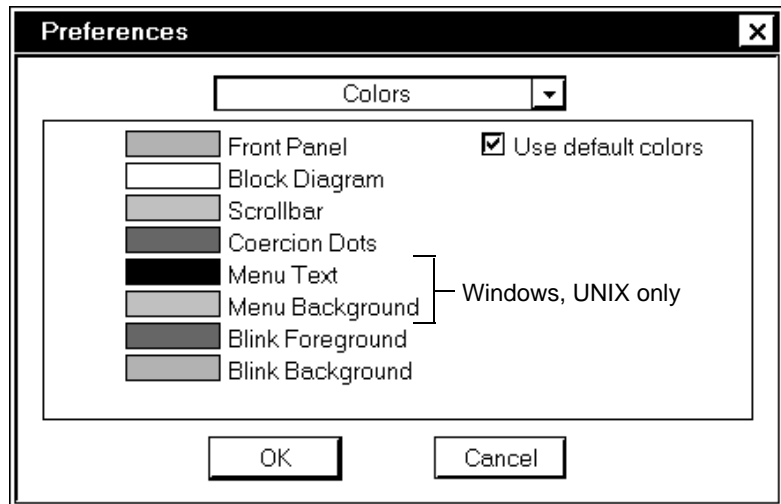 Preferences
Colors
Front Panel
Use default colors
Block Diagram
Scrollbar
Coercion Dots
Menu Text
Windows, UNIX only
Menu Background
Blink Foreground
Blink Background
OK
Cancel